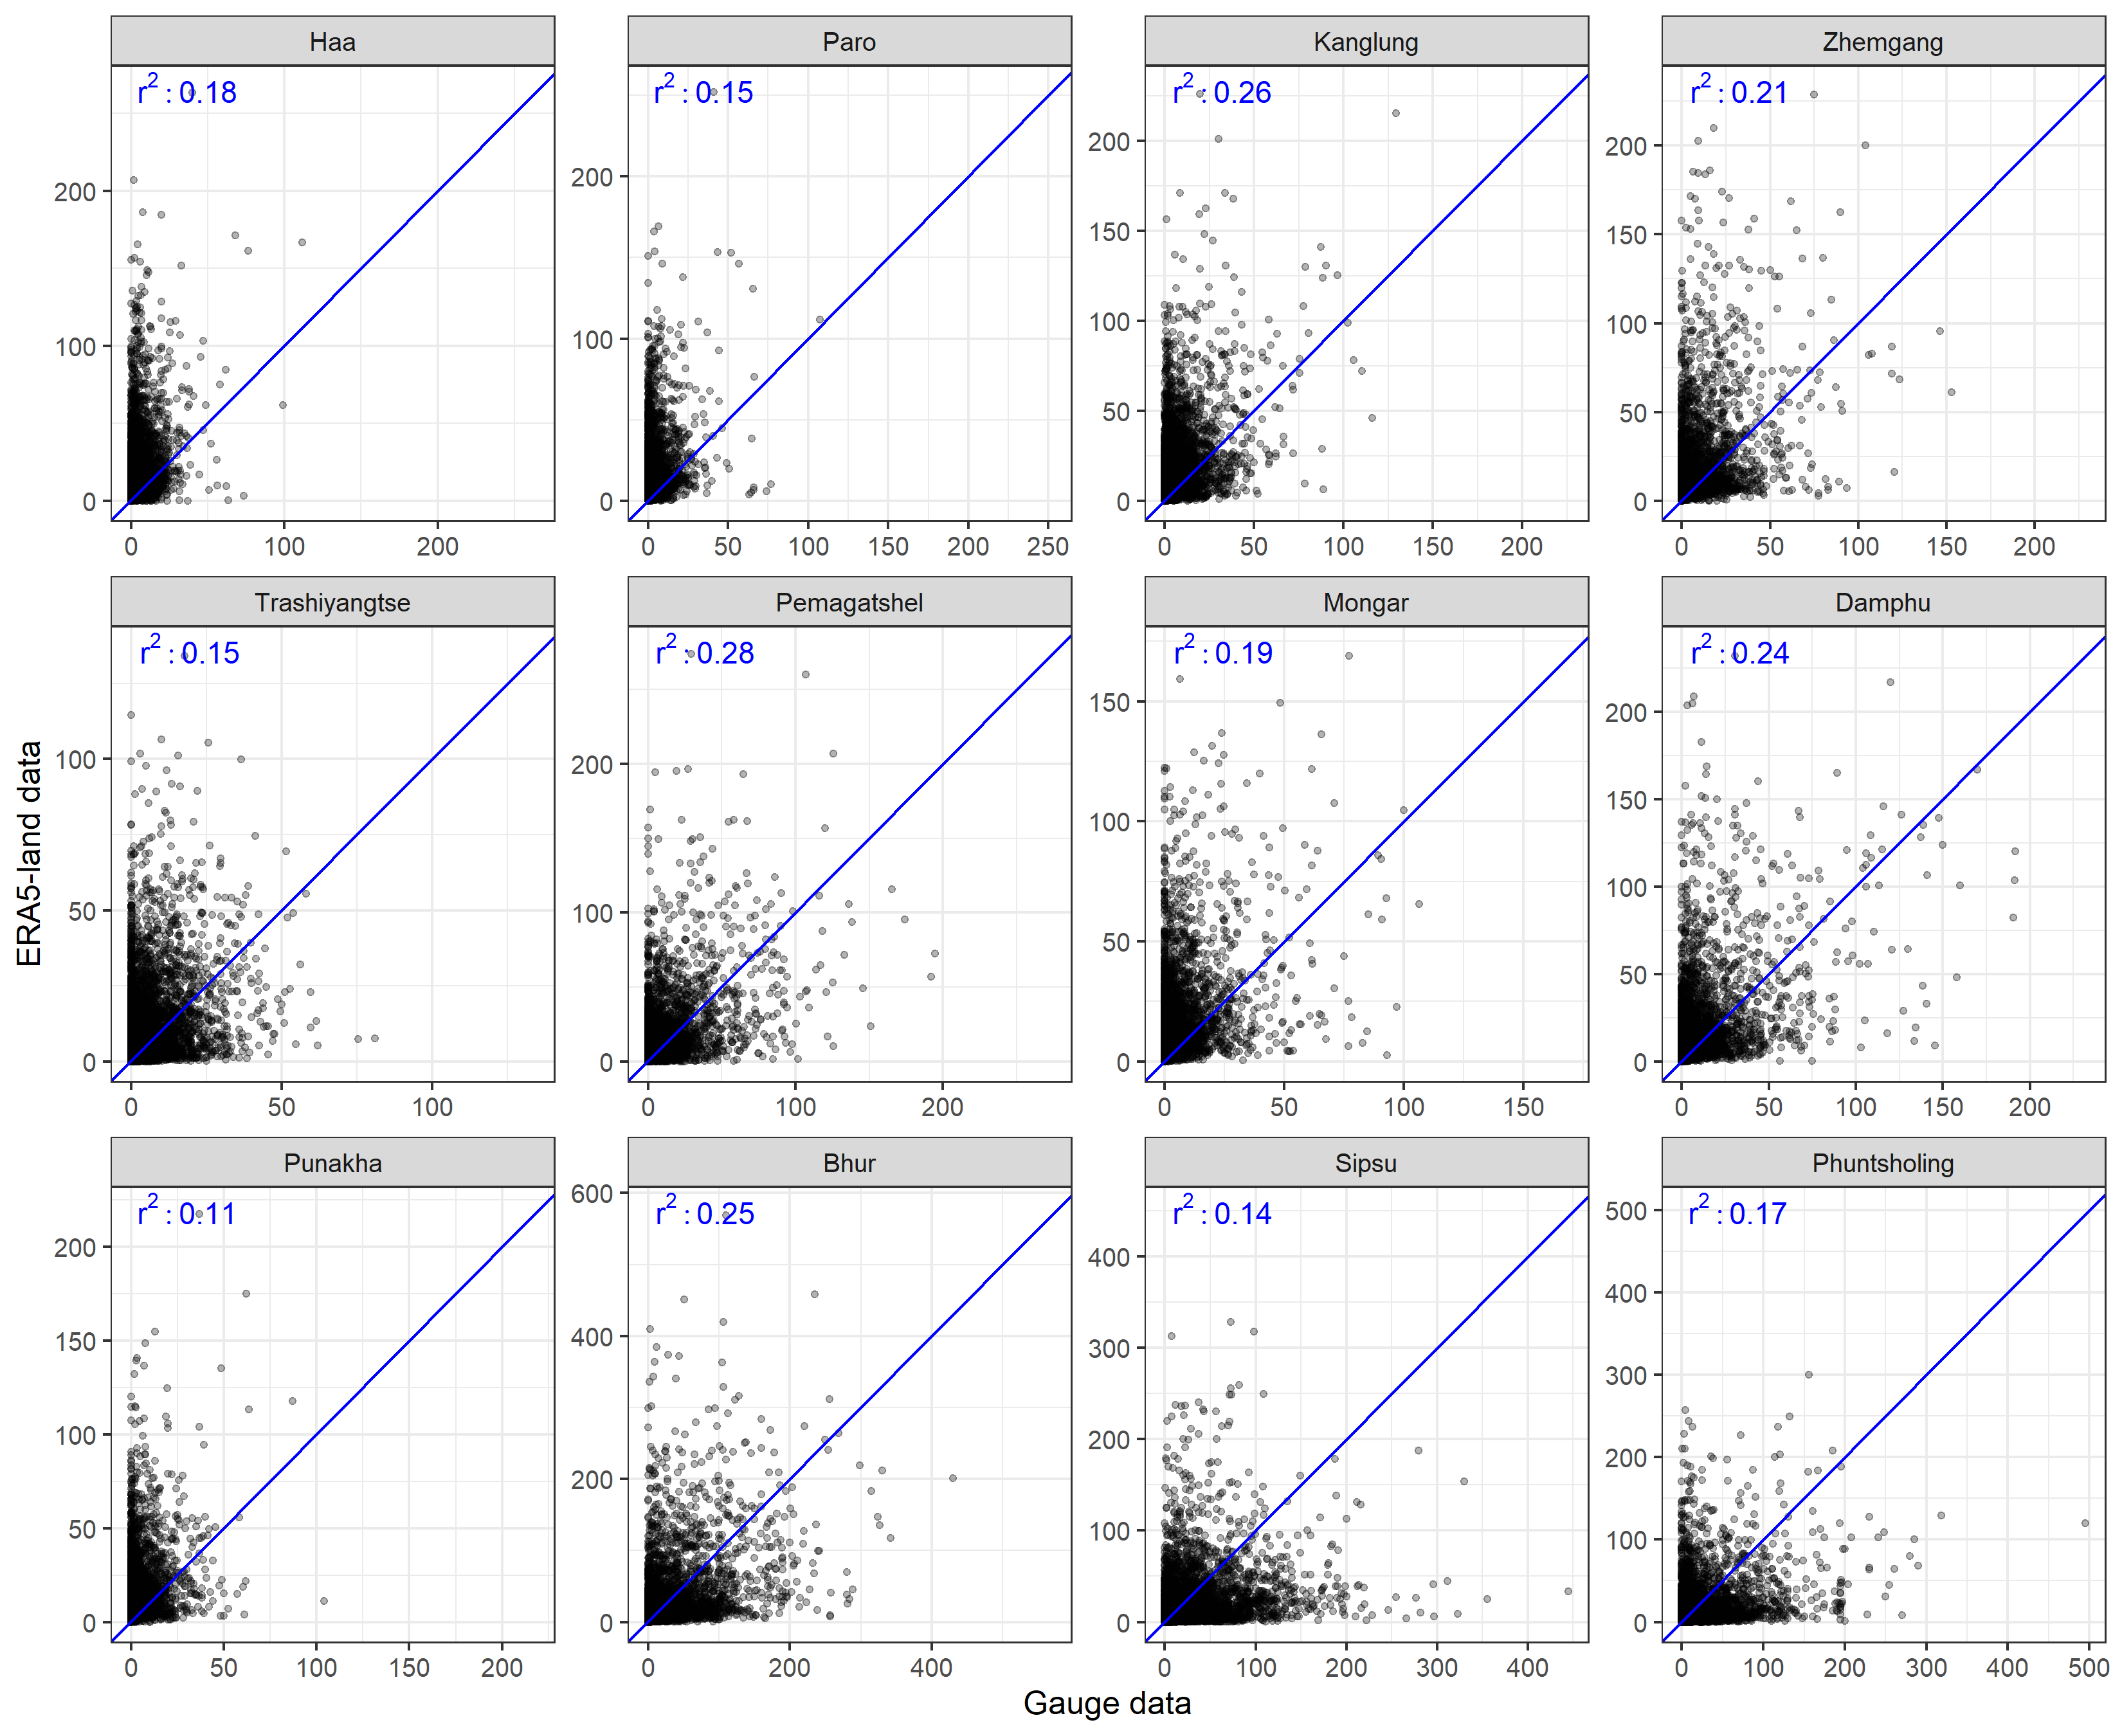 Haa Paro Kanglung Zhemgang
r²:0.18 r²:0.15 r²:0.26 r²:0.21
200
100
0
200
100
0
200
150
100
50
0
200
150
100
50
0
0 100 200
0 50 100 150 200 250
0 50 100 150 200
0 50 100 150 200
Trashiyangtse Pemagatshel Mongar Damphu
r²:0.15 r²:0.28 r²:0.19 r²:0.24
100
50
0
200
100
0
150
100
50
0
200
150
100
50
0
0 50 100
0 100 200
0 50 100 150
0 50 100 150 200
Punakha Bhur Sipsu Phuntsholing
r²:0.11 r²:0.25 r²:0.14 r²:0.17
200
150
100
50
0
600
400
200
0
400
300
200
100
0
500
400
300
200
100
0
0 50 100 150 200
0 200 400
0 100 200 300 400
0 100 200 300 400 500
ERA5-land data
Gauge data